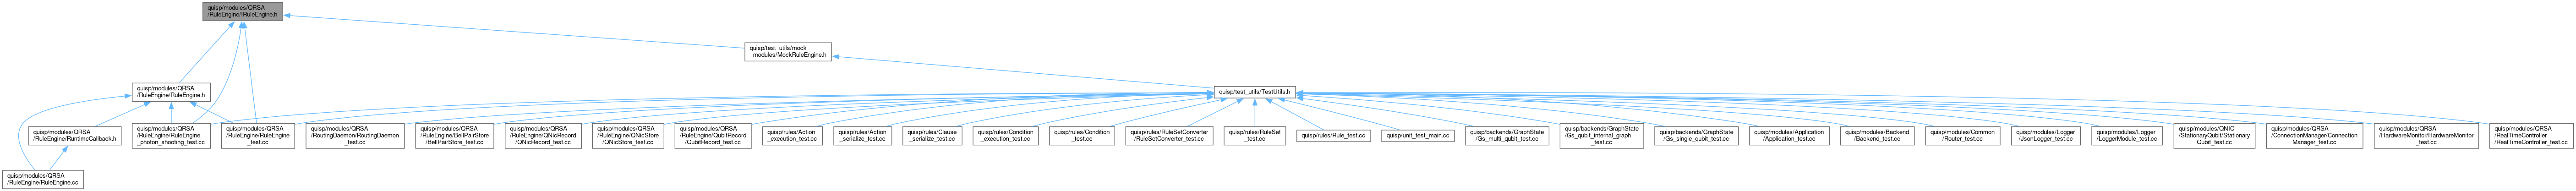 quisp/modules/QRSA
/RuleEngine/IRuleEngine.h
quisp/test_utils/mock
_modules/MockRuleEngine.h
quisp/modules/QRSA
/RuleEngine/RuleEngine.h
quisp/test_utils/TestUtils.h
quisp/modules/QRSA
/RuleEngine/RuntimeCallback.h
quisp/modules/QRSA
/RuleEngine/RuleEngine
_photon_shooting_test.cc
quisp/modules/QRSA
/RuleEngine/RuleEngine
_test.cc
quisp/modules/QRSA
/RoutingDaemon/RoutingDaemon
_test.cc
quisp/modules/QRSA
/RuleEngine/BellPairStore
/BellPairStore_test.cc
quisp/modules/QRSA
/RuleEngine/QNicRecord
/QNicRecord_test.cc
quisp/modules/QRSA
/RuleEngine/QNicStore
/QNicStore_test.cc
quisp/modules/QRSA
/RuleEngine/QubitRecord
/QubitRecord_test.cc
quisp/rules/Action
_execution_test.cc
quisp/rules/Action
_serialize_test.cc
quisp/rules/Clause
_serialize_test.cc
quisp/rules/Condition
_execution_test.cc
quisp/rules/Condition
_test.cc
quisp/rules/RuleSetConverter
/RuleSetConverter_test.cc
quisp/rules/RuleSet
_test.cc
quisp/rules/Rule_test.cc
quisp/unit_test_main.cc
quisp/backends/GraphState
/Gs_multi_qubit_test.cc
quisp/backends/GraphState
/Gs_qubit_internal_graph
_test.cc
quisp/backends/GraphState
/Gs_single_qubit_test.cc
quisp/modules/Application
/Application_test.cc
quisp/modules/Backend
/Backend_test.cc
quisp/modules/Common
/Router_test.cc
quisp/modules/Logger
/JsonLogger_test.cc
quisp/modules/Logger
/LoggerModule_test.cc
quisp/modules/QNIC
/StationaryQubit/Stationary
Qubit_test.cc
quisp/modules/QRSA
/ConnectionManager/Connection
Manager_test.cc
quisp/modules/QRSA
/HardwareMonitor/HardwareMonitor
_test.cc
quisp/modules/QRSA
/RealTimeController
/RealTimeController_test.cc
quisp/modules/QRSA
/RuleEngine/RuleEngine.cc